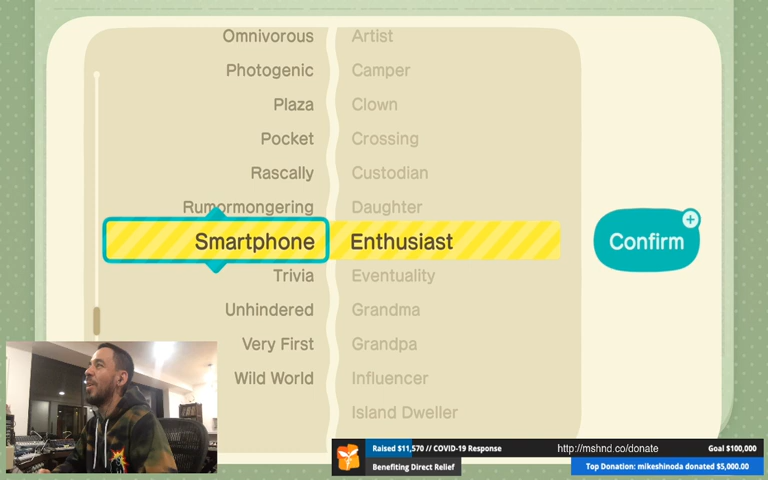 Omnivorous Artist
Photogenic Camper
Plaza Clown
Pocket Crossing
Rascally Custodian
Rumormongering Daughter
Smartphone Enthusiast
Confirm
Trivia Eventuality
Unhindered Grandma
Very First Grandpa
Wild World Influencer
Island Dweller
Raised $11,570 // COVID-19 Response http://mshnd.co/donate Goal $100,000
Benefiting Direct Relief Top Donation: mikeshinoda donated $5,000.00